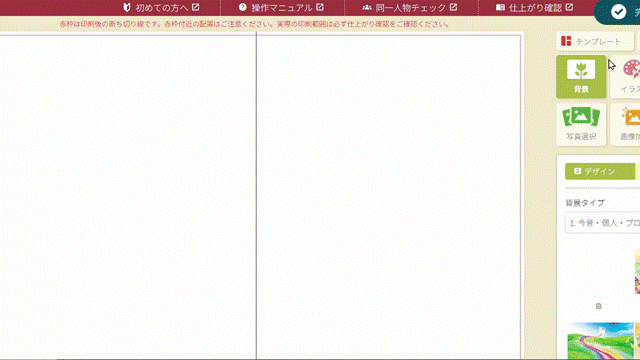 初めての方へ
操作マニュアル
同一人物チェック
仕上がり確認
赤枠は印刷後の断ち切り線です。赤枠付近の配置はご注意ください。実際の印刷範囲は必ず仕上がり確認をご確認ください。
テンプレート
背景
イラス
写真選択
画像加
デザイン
背景タイプ
1. 今昔・個人・プロ